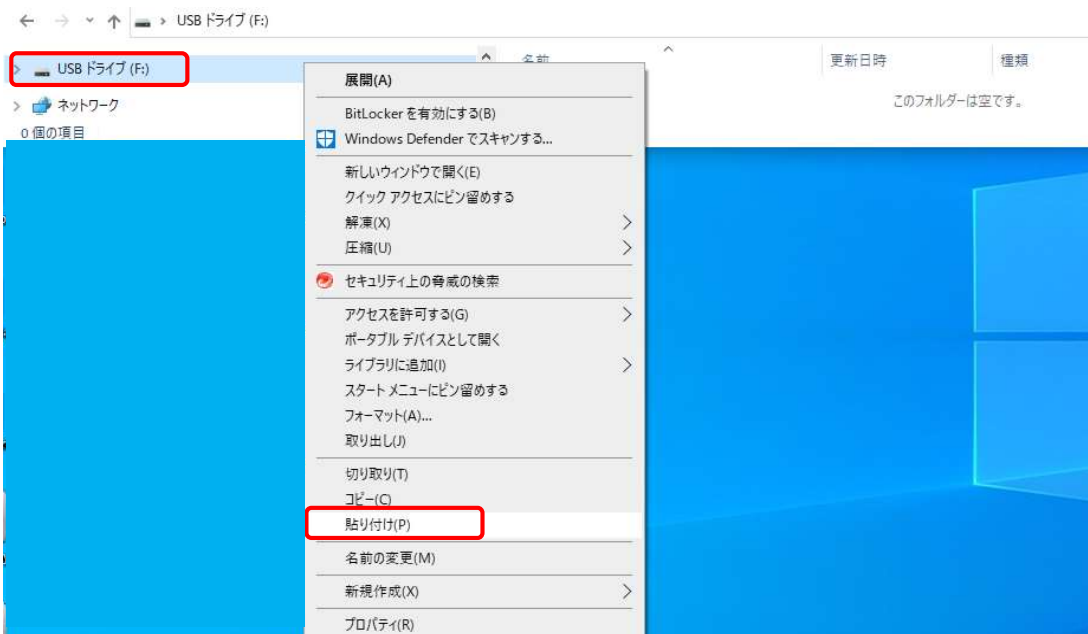 USB ドライブ (F:)
USB ドライブ (F:)
名前
更新日時
種類
ネットワーク
このフォルダーは空です。
0 個の項目
展開(A)
BitLocker を有効にする(B)
Windows Defender でスキャンする...
新しいウィンドウで開く(E)
クイック アクセスにピン留めする
解凍(X)
圧縮(U)
セキュリティ上の脅威の検索
アクセスを許可する(G)
ポータブル デバイスとして開く
ライブラリに追加(I)
スタート メニューにピン留めする
フォーマット(A)...
取り出し(J)
切り取り(T)
コピー(C)
貼り付け(P)
名前の変更(M)
新規作成(X)
プロパティ(R)